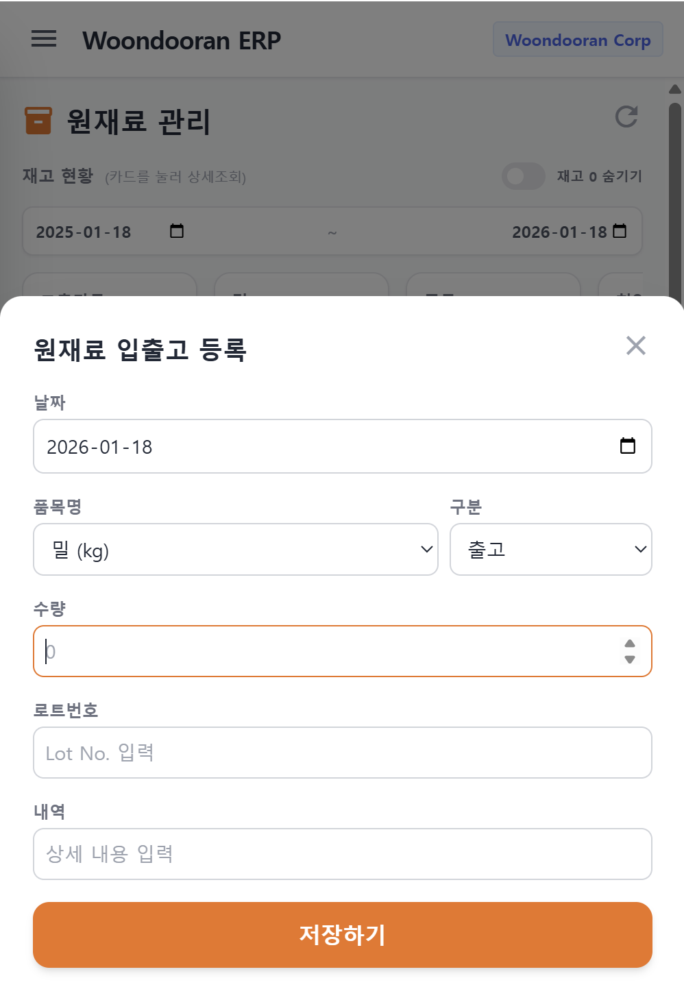 Woondooran ERP
Woondooran Corp
원재료 관리
재고 현황 (카드를 눌러 상세조회)
재고 0 숨기기
2025-01-18 ~ 2026-01-18
원재료 입출고 등록
날짜
2026-01-18
품목명
구분
밀 (kg)
출고
수량
0
로트번호
Lot No. 입력
내역
상세 내용 입력
저장하기